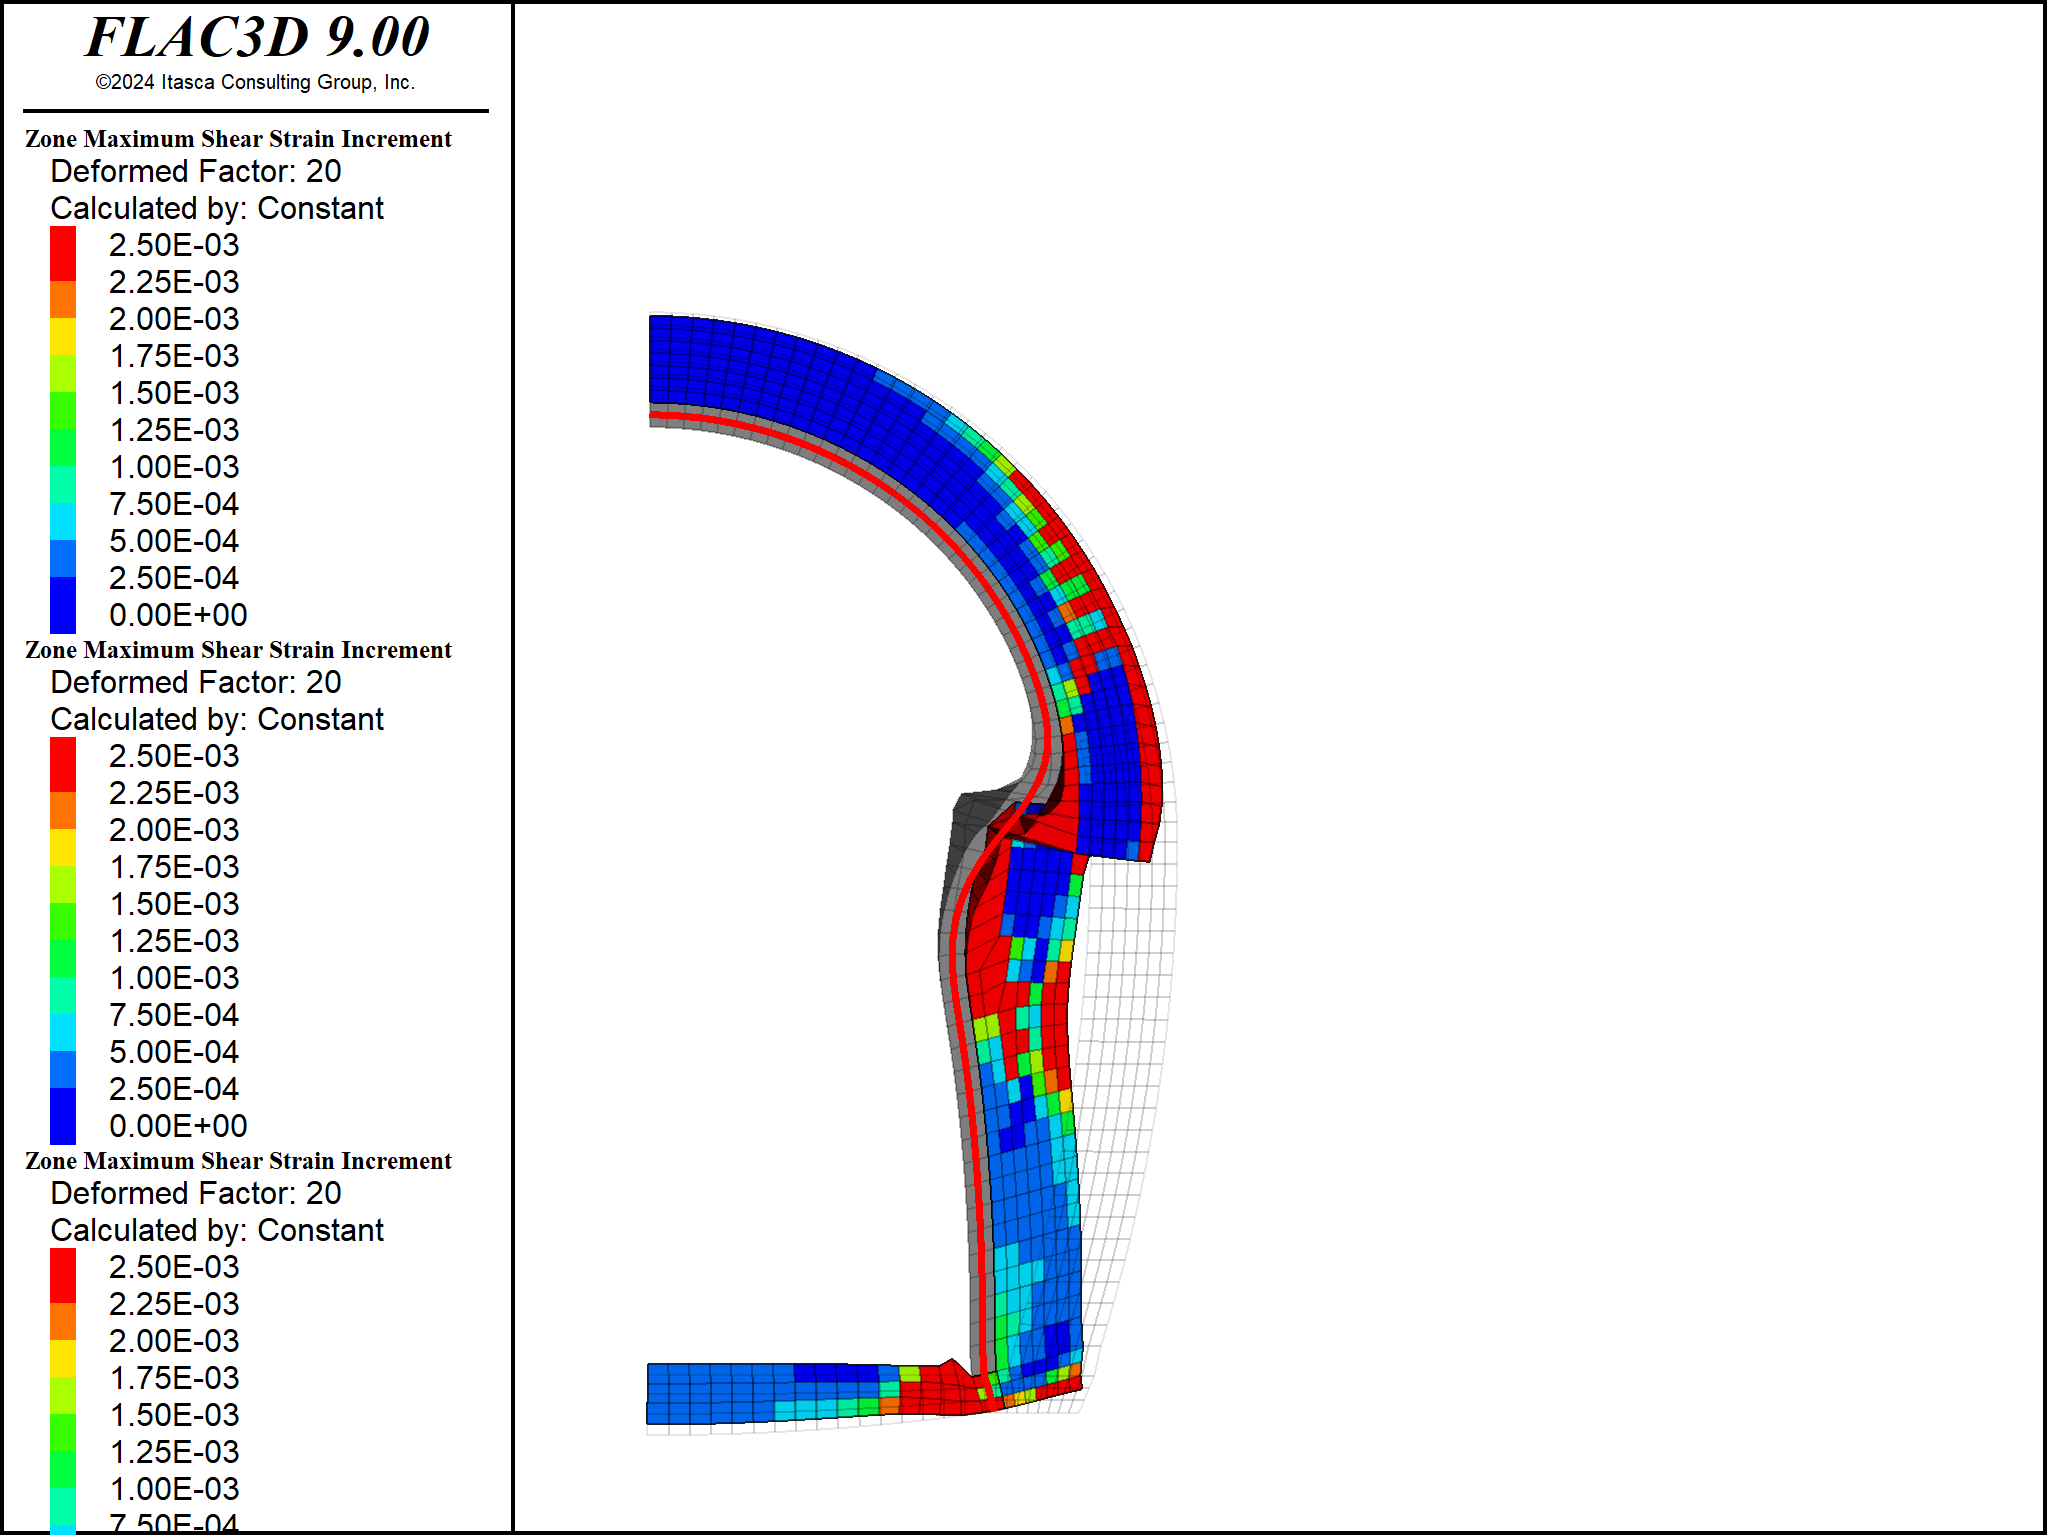 FLAC3D 9.00
©2024 Itasca Consulting Group, Inc.
Zone Maximum Shear Strain Increment
Deformed Factor: 20
Calculated by: Constant
2.50E-03
2.25E-03
2.00E-03
1.75E-03
1.50E-03
1.25E-03
1.00E-03
7.50E-04
5.00E-04
2.50E-04
0.00E+00
Zone Maximum Shear Strain Increment
Deformed Factor: 20
Calculated by: Constant
2.50E-03
2.25E-03
2.00E-03
1.75E-03
1.50E-03
1.25E-03
1.00E-03
7.50E-04
5.00E-04
2.50E-04
0.00E+00
Zone Maximum Shear Strain Increment
Deformed Factor: 20
Calculated by: Constant
2.50E-03
2.25E-03
2.00E-03
1.75E-03
1.50E-03
1.25E-03
1.00E-03
7.50E-04